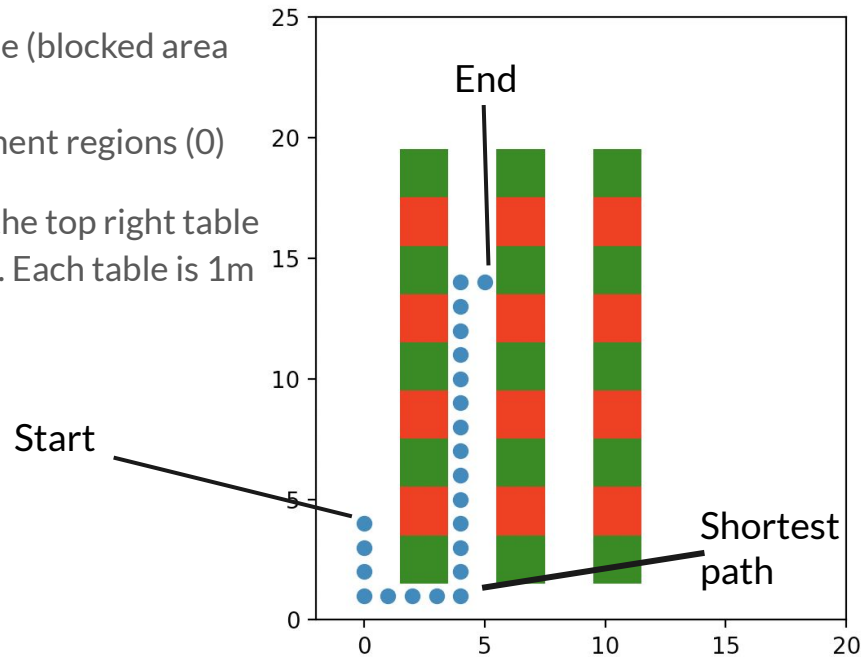 e (blocked area
nent regions (0)
the top right table
. Each table is 1m
Start
End
Shortest
path
25
20
15
10
5
0
0 5 10 15 20